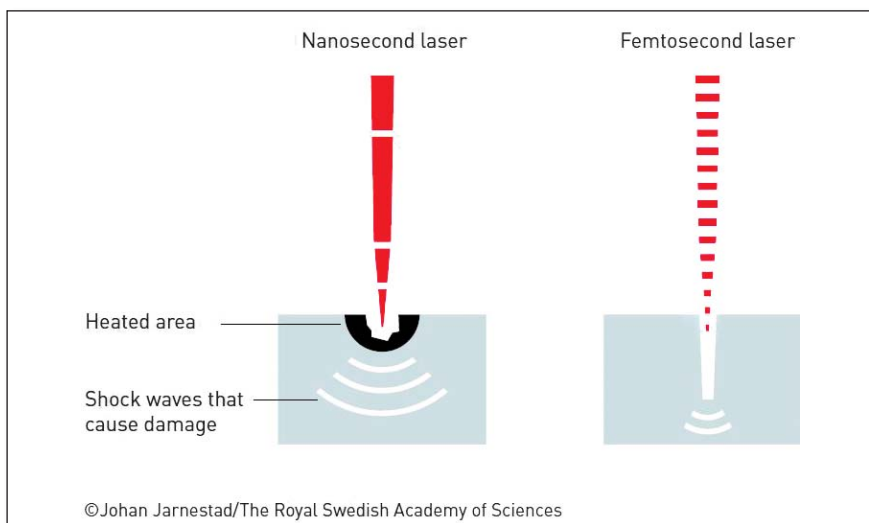 Nanosecond laser
Femtosecond laser
Heated area
Shock waves that
cause damage
©Johan Jarnestad/The Royal Swedish Academy of Sciences